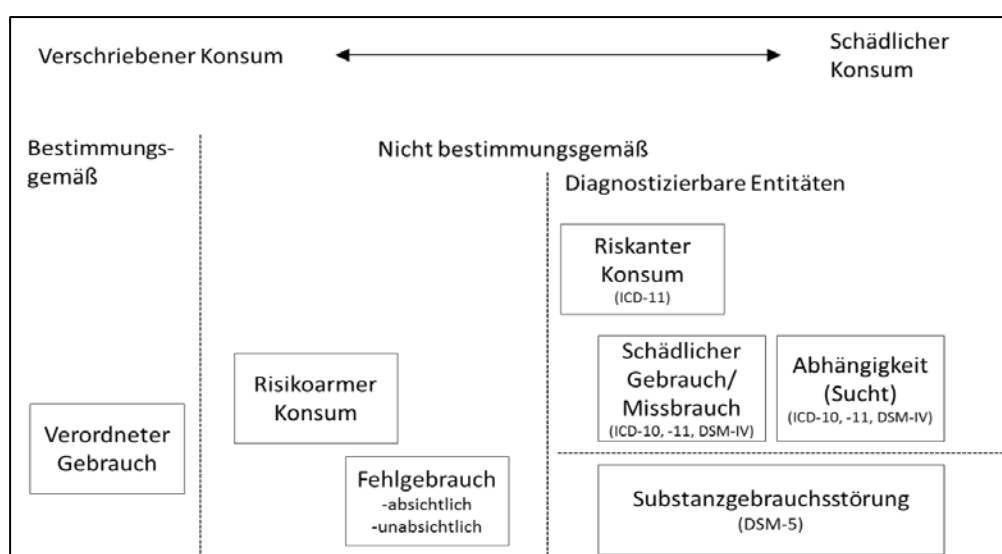 Verschriebener Konsum
Schädlicher
Konsum
Bestimmungs-
gemäß
Nicht bestimmungsgemäß
Diagnostizierbare Entitäten
Riskanter
Konsum
(ICD-11)
Schädlicher
Gebrauch/
Missbrauch
(ICD-10, -11, DSM-IV)
Abhängigkeit
(Sucht)
(ICD-10, -11, DSM-IV)
Risikoarmer
Konsum
Verordneter
Gebrauch
Fehlgebrauch
-absichtlich
-unabsichtlich
Substanzgebrauchsstörung
(DSM-5)